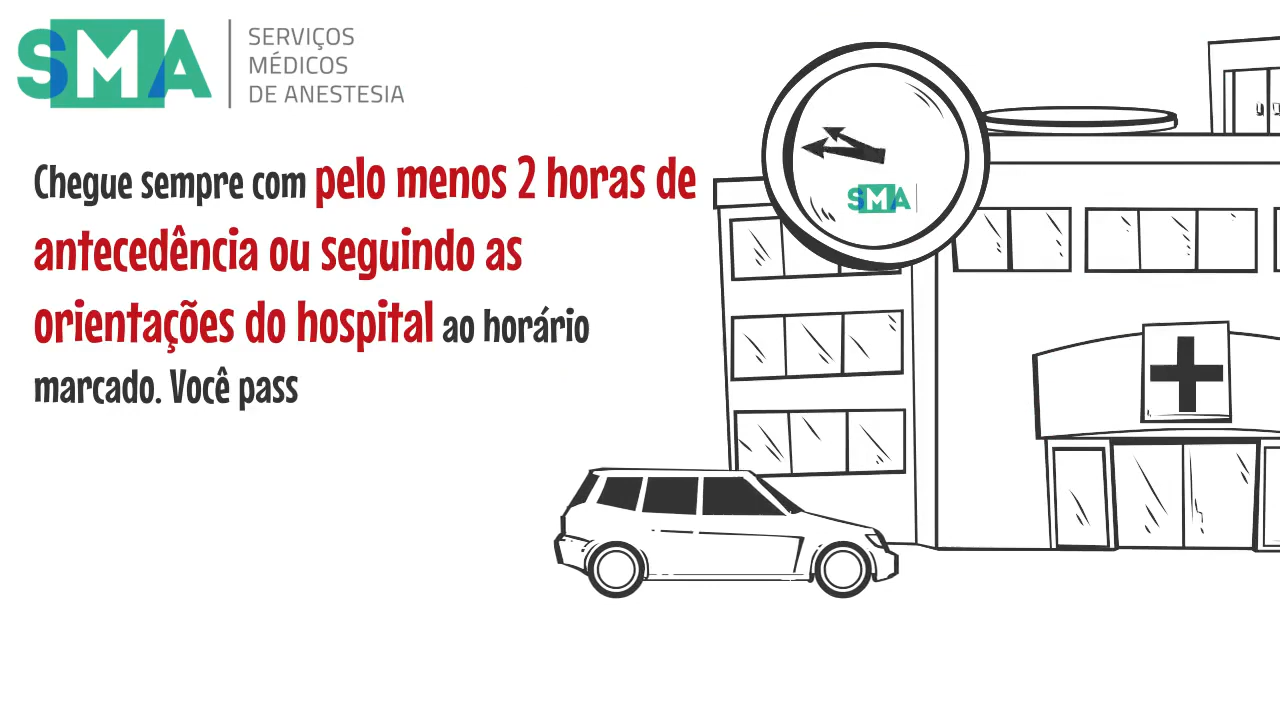 SMA
SERVIÇOS
MÉDICOS
DE ANESTESIA
Chegue sempre com pelo menos 2 horas de
antecedência ou seguindo as
orientações do hospital ao horário
marcado. Você pass
SMA